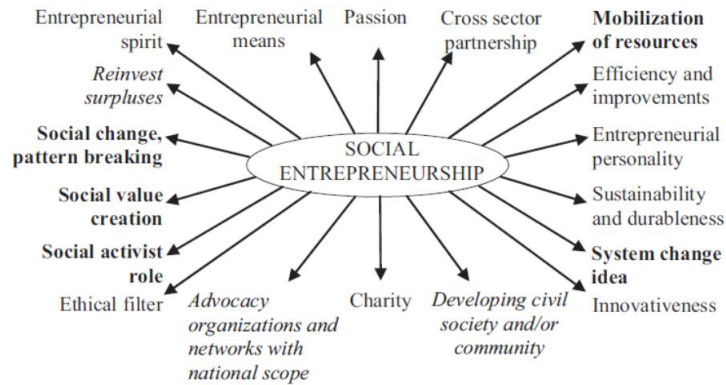 Entrepreneurial
spirit
Entrepreneurial
means
Passion
Cross sector
partnership
Mobilization
of resources
Reinvest
surpluses
Efficiency and
improvements
Social change,
pattern breaking
SOCIAL
ENTREPRENEURSHIP
Entrepreneurial
personality
Social value
creation
Sustainability
and durableness
Social activist
role
System change
idea
Ethical filter
Advocacy
organizations and
networks with
national scope
Charity
Developing civil
society and/or
community
Innovativeness